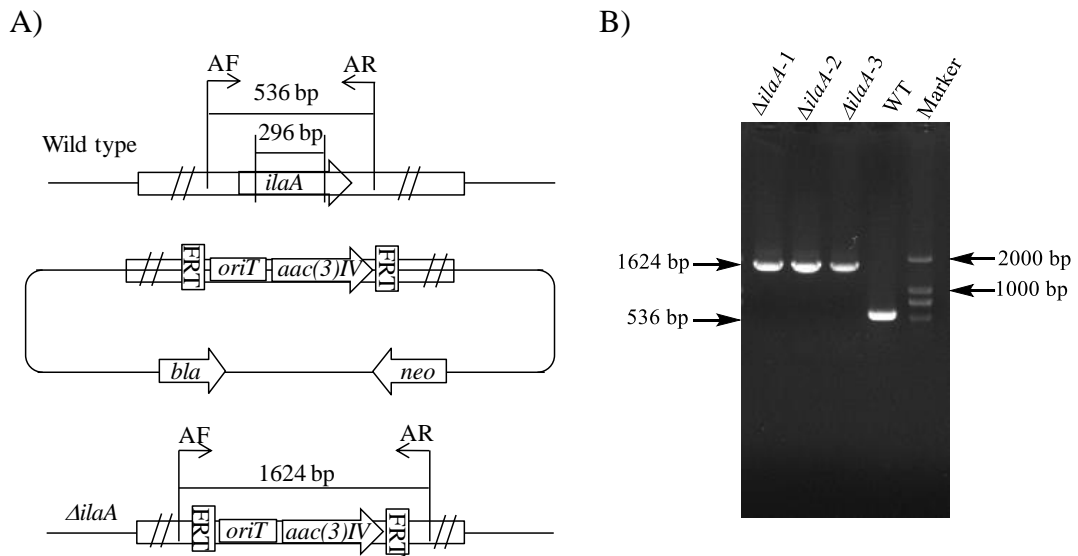 A)
AF
AR
536 bp
296 bp
Wild type
ilaA
FRT
oriT
aac(3)IV
FRT
bla
neo
AF
AR
1624 bp
ΔilaA
FRT
oriT
aac(3)IV
FRT
B)
ΔilaA-1
ΔilaA-2
ΔilaA-3
WT
Marker
1624 bp
2000 bp
1000 bp
536 bp